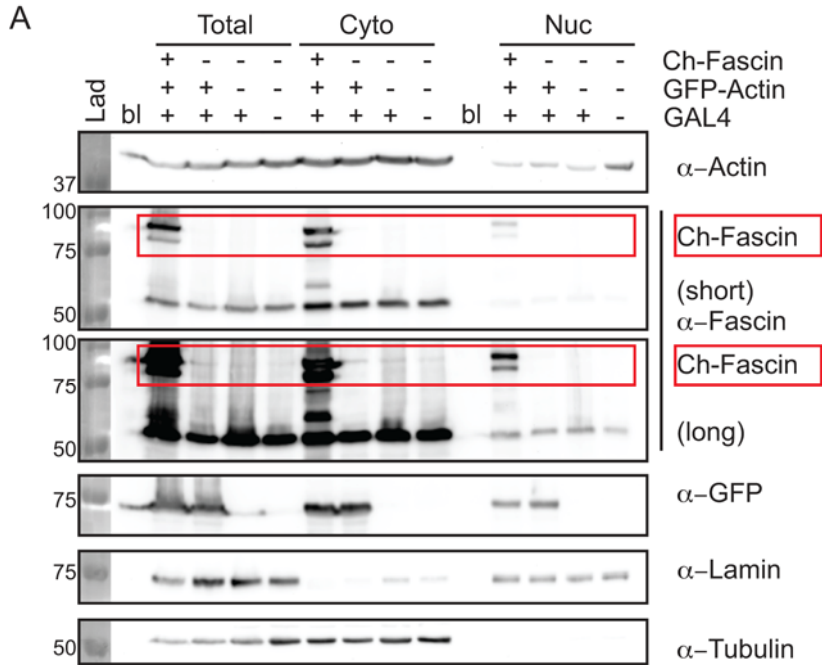 A
Total Cyto Nuc
+ - - - + - - - + - - - Ch-Fascin
+ + - - + + - - + + - - GFP-Actin
Lad bl + + + - + + + - bl + + + - GAL4
37 α-Actin
100
75 Ch-Fascin
(short)
50 α-Fascin
100
75 Ch-Fascin
50 (long)
75 α-GFP
75 α-Lamin
50 α-Tubulin